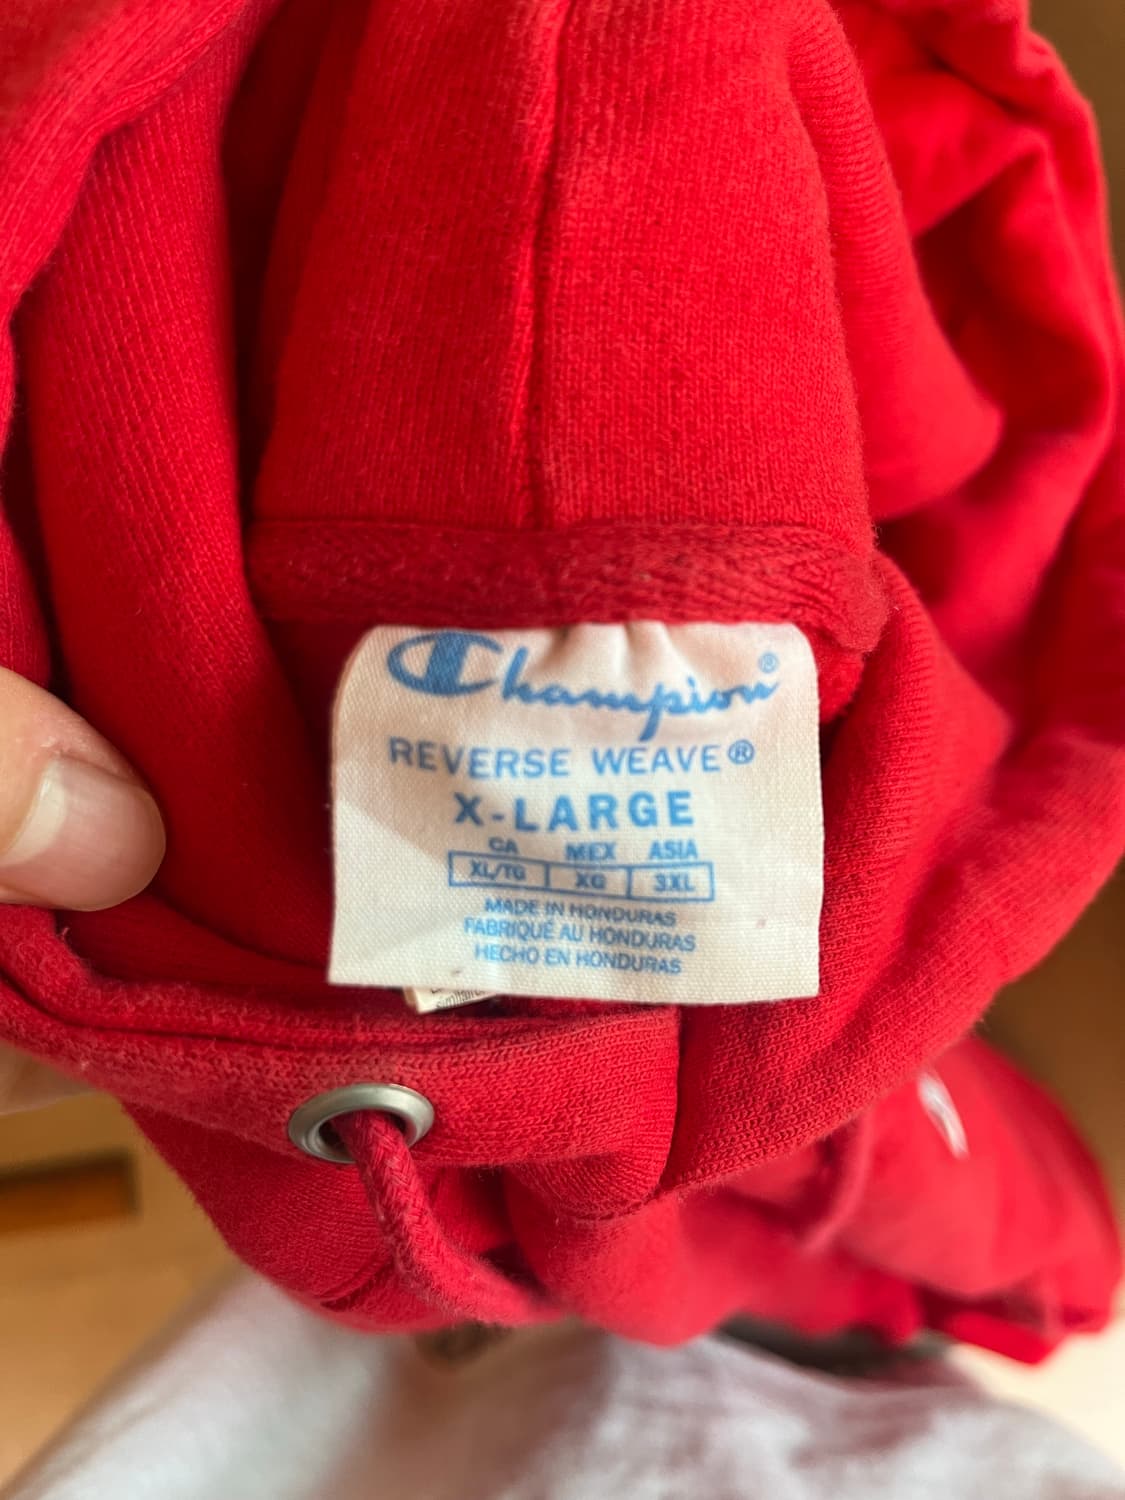 Champion®
REVERSE WEAVE®
X-LARGE
CA MEX ASIA
XL/TG XG 3XL
MADE IN HONDURAS
FABRIQUÉ AU HONDURAS
HECHO EN HONDURAS